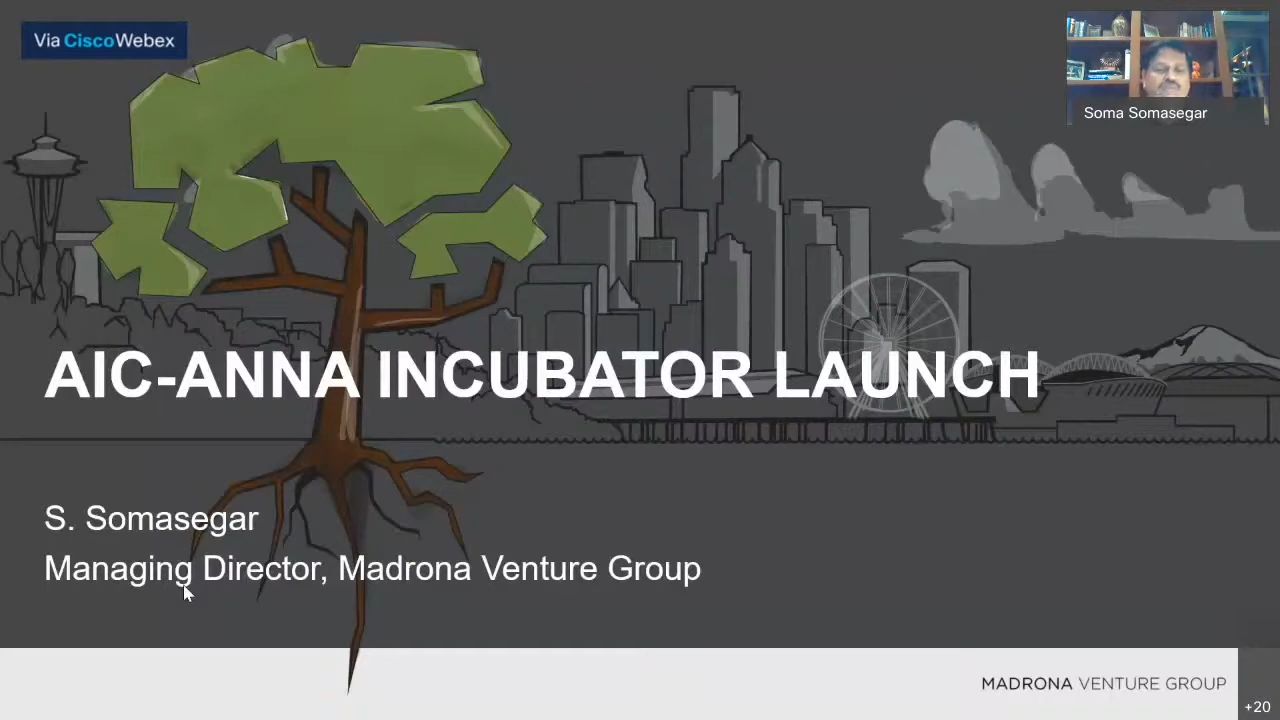 Via CiscoWebex
Soma Somasegar
AIC-ANNA INCUBATOR LAUNCH
S. Somasegar
Managing Director, Madrona Venture Group
MADRONA VENTURE GROUP
+20